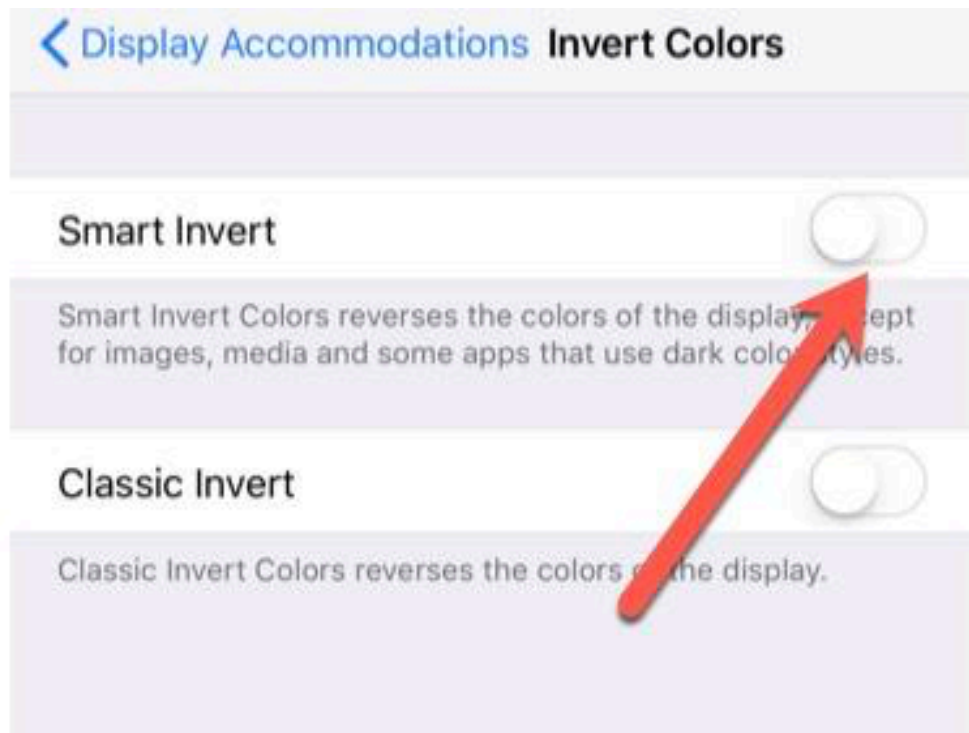 Display Accommodations Invert Colors
Smart Invert
Smart Invert Colors reverses the colors of the display,
for images, media and some apps that use dark
Classic Invert
Classic Invert Colors reverses the colors the display.